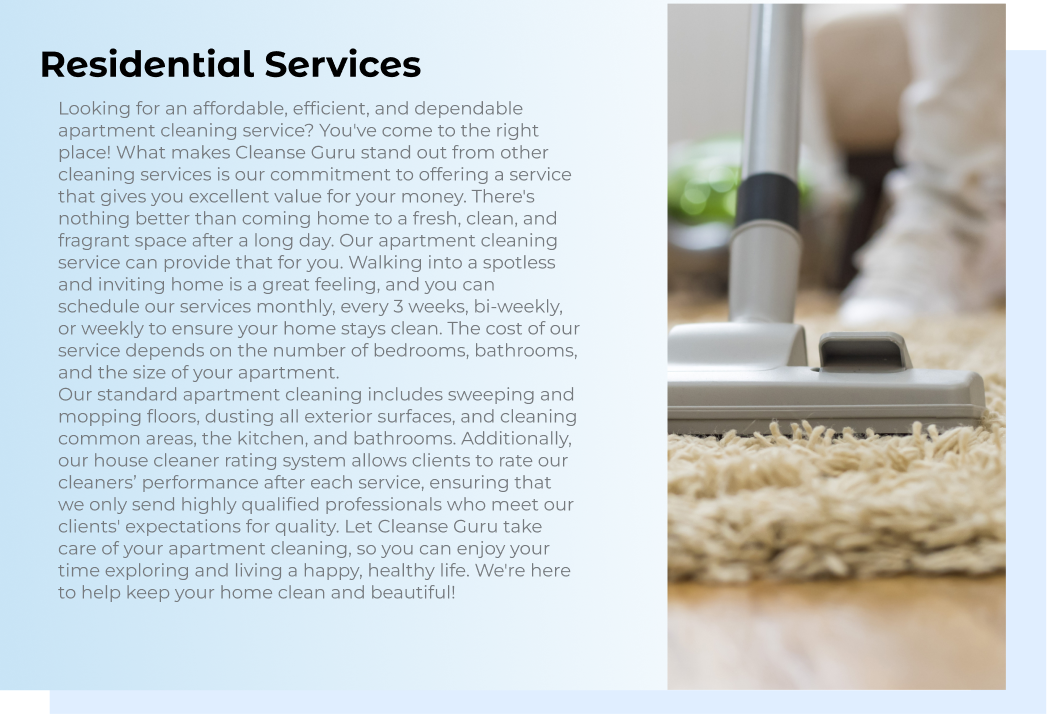 Residential Services
Looking for an affordable, efficient, and dependable
apartment cleaning service? You've come to the right
place! What makes Cleanse Guru stand out from other
cleaning services is our commitment to offering a service
that gives you excellent value for your money. There's
nothing better than coming home to a fresh, clean, and
fragrant space after a long day. Our apartment cleaning
service can provide that for you. Walking into a spotless
and inviting home is a great feeling, and you can
schedule our services monthly, every 3 weeks, bi-weekly,
or weekly to ensure your home stays clean. The cost of our
service depends on the number of bedrooms, bathrooms,
and the size of your apartment.
Our standard apartment cleaning includes sweeping and
mopping floors, dusting all exterior surfaces, and cleaning
common areas, the kitchen, and bathrooms. Additionally,
our house cleaner rating system allows clients to rate our
cleaners’ performance after each service, ensuring that
we only send highly qualified professionals who meet our
clients' expectations for quality. Let Cleanse Guru take
care of your apartment cleaning, so you can enjoy your
time exploring and living a happy, healthy life. We're here
to help keep your home clean and beautiful!